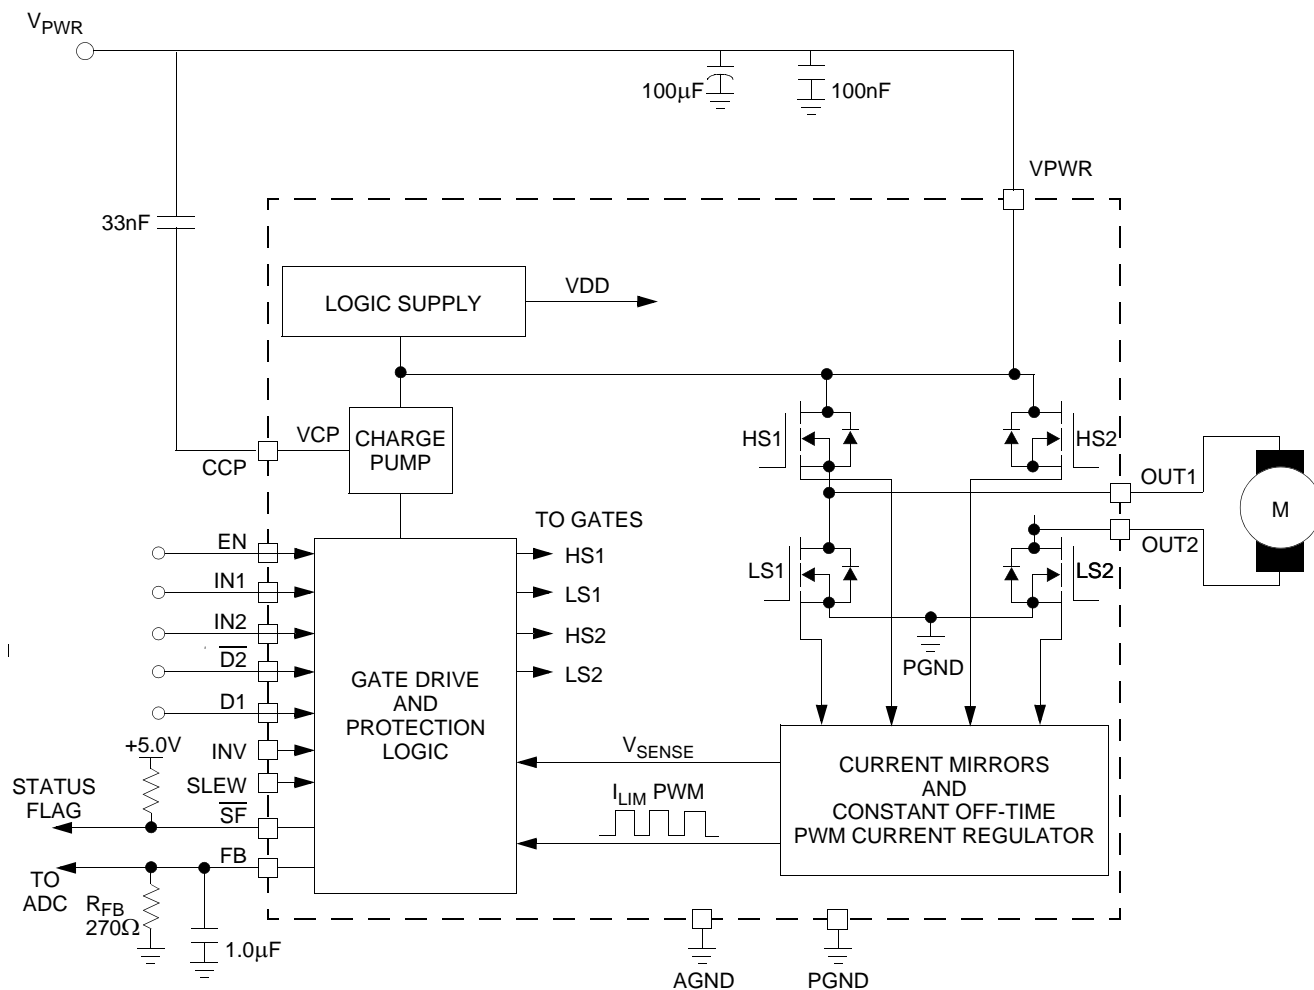 VPWR
100µF
100nF
VPWR
33nF
LOGIC SUPPLY
VDD
CHARGE
PUMP
VCP
CCP
HS1
HS2
OUT1
M
OUT2
TO GATES
EN
HS1
LS1
LS2
IN1
LS1
IN2
HS2
D2
LS2
PGND
D1
GATE DRIVE
AND
PROTECTION
LOGIC
+5.0V
INV
VSENSE
CURRENT MIRRORS
AND
CONSTANT OFF-TIME
PWM CURRENT REGULATOR
SLEW
ILIM PWM
STATUS
FLAG
SF
FB
TO
ADC
RFB
270Ω
1.0µF
AGND
PGND